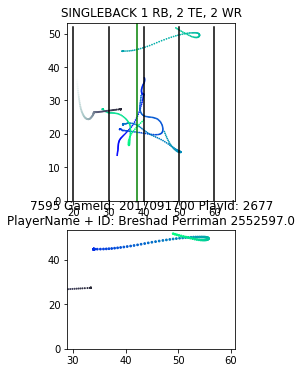 SINGLEBACK 1 RB, 2 TE, 2 WR
50
40
30
20
10
0
20 30 40 50 60
7595 GameId: 2017091700 PlayId: 2677
PlayerName + ID: Breshad Perriman 2552597.0
40
20
0
30 40 50 60